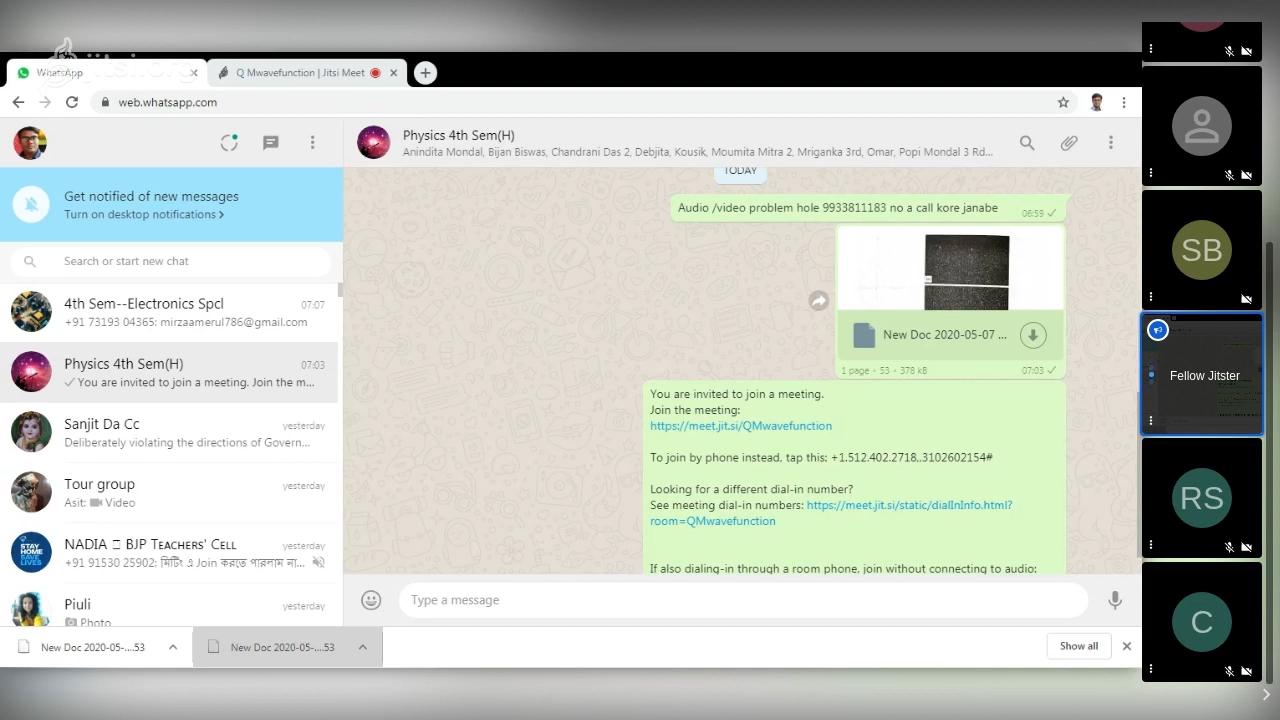 jitsi.org
WhatsApp
Q Mwavefunction | Jitsi Meet
web.whatsapp.com
Physics 4th Sem(H)
Anindita Mondal, Bijan Biswas, Chandrani Das 2, Debjita, Kousik, Moumita Mitra 2, Mriganka 3rd, Omar, Popi Mondal 3 Rd...
Get notified of new messages
Turn on desktop notifications
Search or start new chat
4th Sem--Electronics Spcl
07:07
+91 73193 04365: mirzaamerul786@gmail.com
Physics 4th Sem(H)
07:03
You are invited to join a meeting. Join the m...
Sanjit Da Cc
yesterday
Deliberately violating the directions of Govern...
Tour group
yesterday
Asit: Video
STAY HOME SAVE LIVES
NADIA BJP Teachers' Cell
yesterday
+91 91530 25902: মিটিং এ Join করতে পারলাম না...
Piuli
yesterday
Photo
TODAY
Audio /video problem hole 9933811183 no a call kore janabe
06:59
New Doc 2020-05-07 ...
1 page • 53 • 378 kB
07:03
You are invited to join a meeting.
Join the meeting:
https://meet.jit.si/QMwavefunction
To join by phone instead, tap this: +1.512.402.2718,,3102602154#
Looking for a different dial-in number?
See meeting dial-in numbers: https://meet.jit.si/static/dialInInfo.html?
room=QMwavefunction
If also dialing-in through a room phone, join without connecting to audio:
Type a message
New Doc 2020-05-....53
New Doc 2020-05-....53
Show all
SB
Fellow Jitster
RS
C